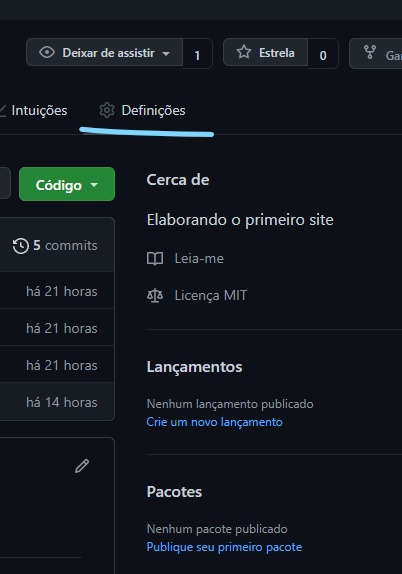 Deixar de assistir 1 Estrela 0 Gar
Intuições Definições
Código
Cerca de
Elaborando o primeiro site
5 commits
Leia-me
há 21 horas
Licença MIT
há 21 horas
há 21 horas
Lançamentos
há 14 horas
Nenhum lançamento publicado
Crie um novo lançamento
Pacotes
Nenhum pacote publicado
Publique seu primeiro pacote